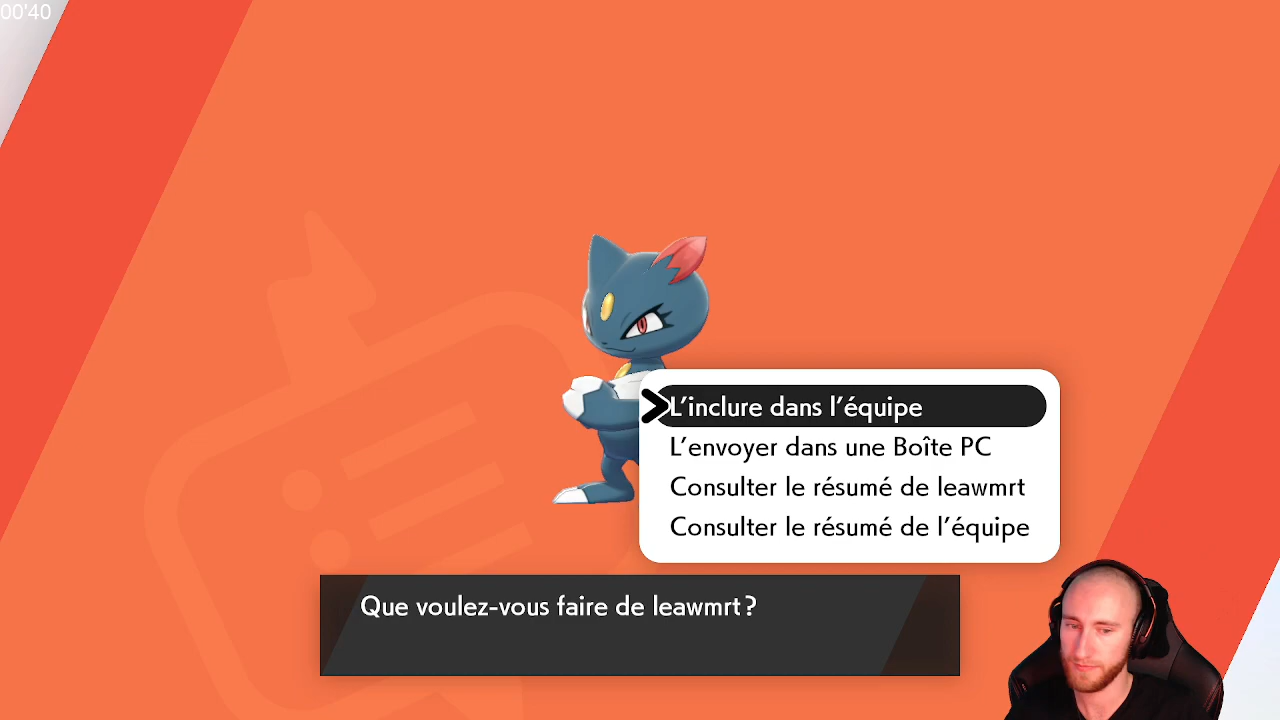 00'40
L'inclure dans l'équipe
L'envoyer dans une Boîte PC
Consulter le résumé de leawmrt
Consulter le résumé de l'équipe
Que voulez-vous faire de leawmrt ?